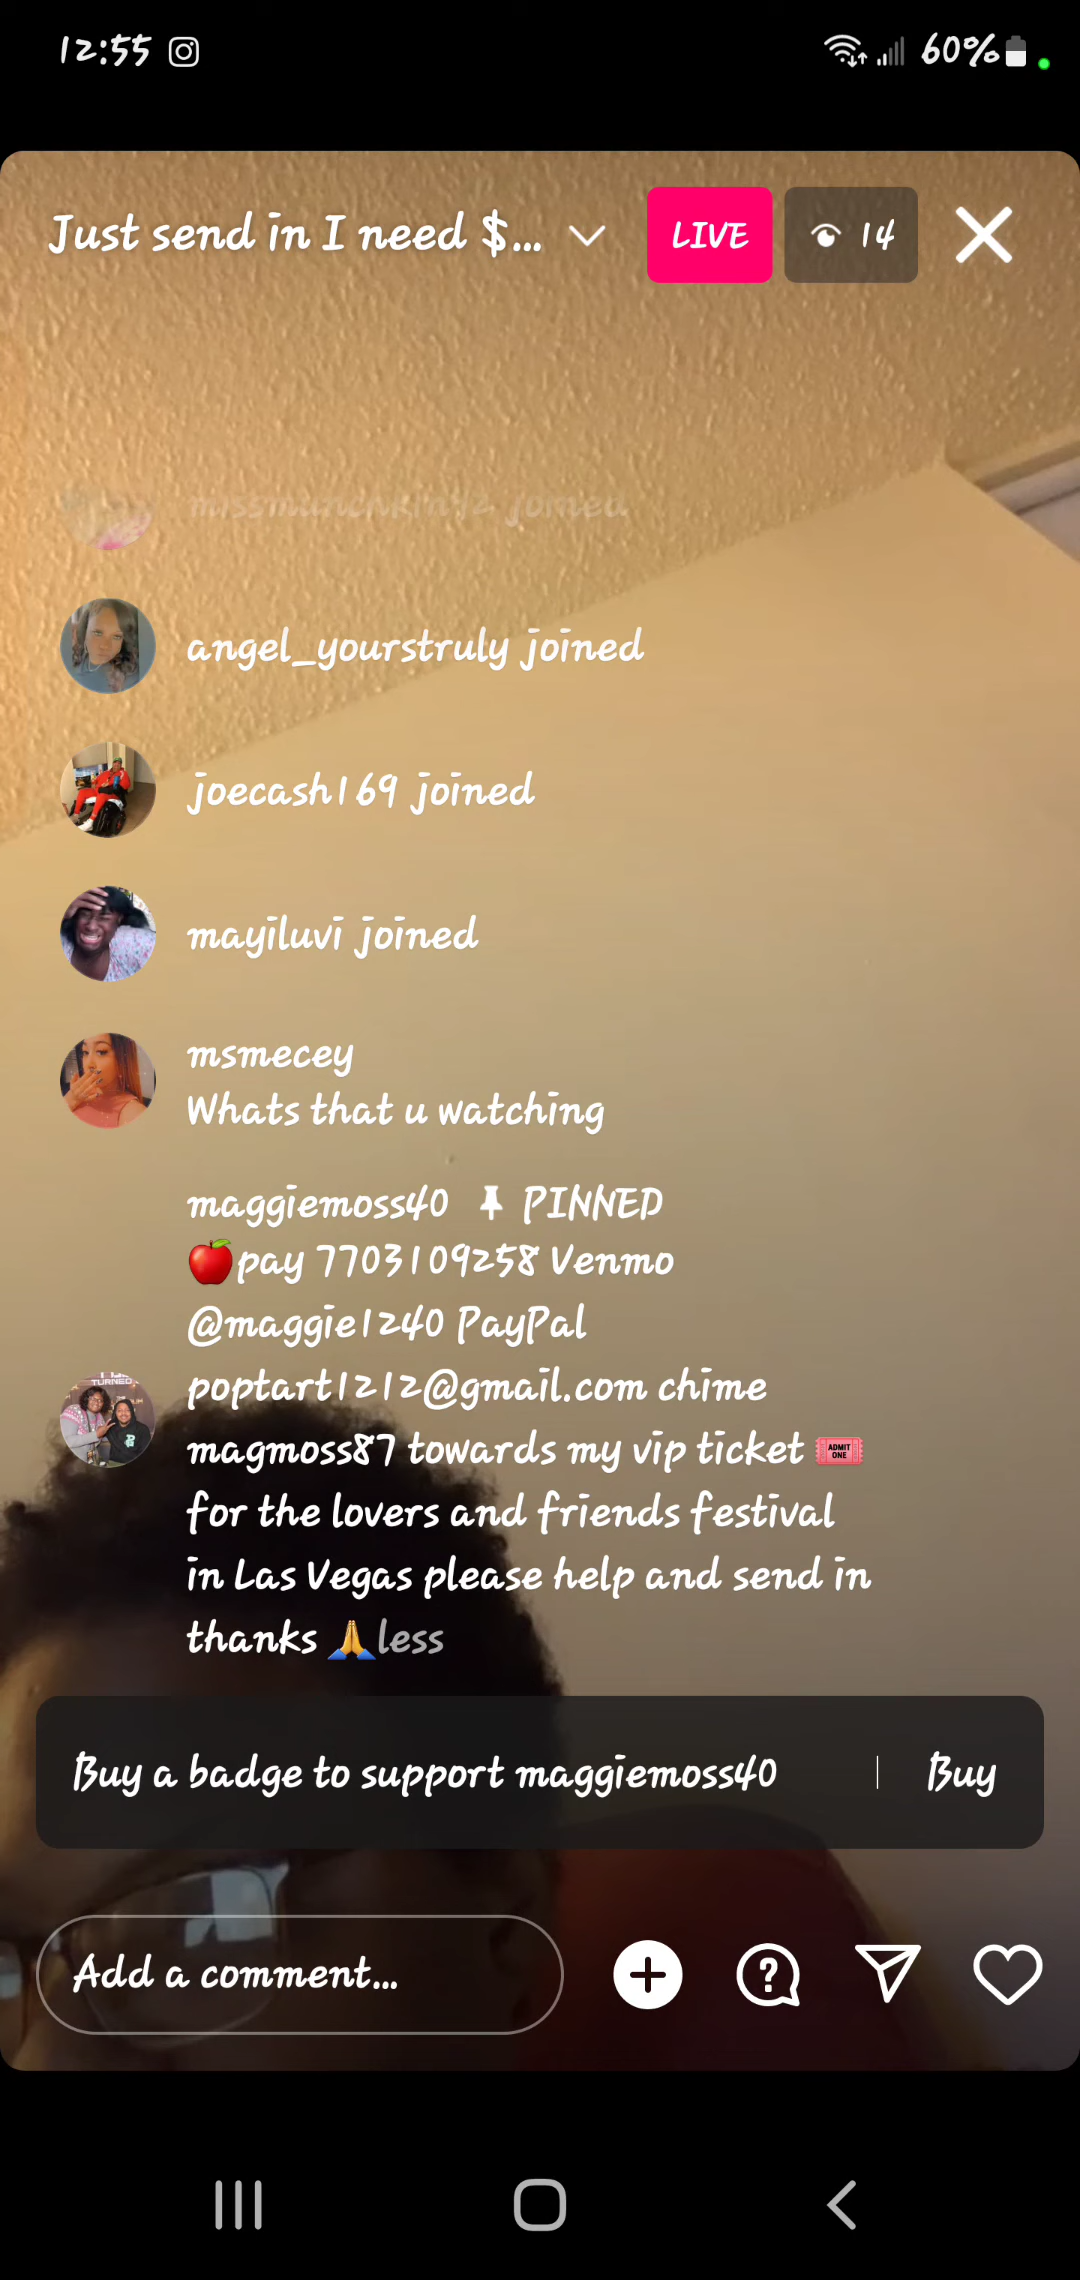 12:55 60%
Just send in I need $... LIVE 14
joined
angel_yourstruly joined
joecash169 joined
mayiluvi joined
msmecey
Whats that u watching
maggiemoss40 PINNED
🍎pay 7703109258 Venmo
@maggie1240 PayPal
poptart1212@gmail.com chime
magmoss87 towards my vip ticket 🎟️
for the lovers and friends festival
in Las Vegas please help and send in
thanks 🙏less
Buy a badge to support maggiemoss40 | Buy
Add a comment...